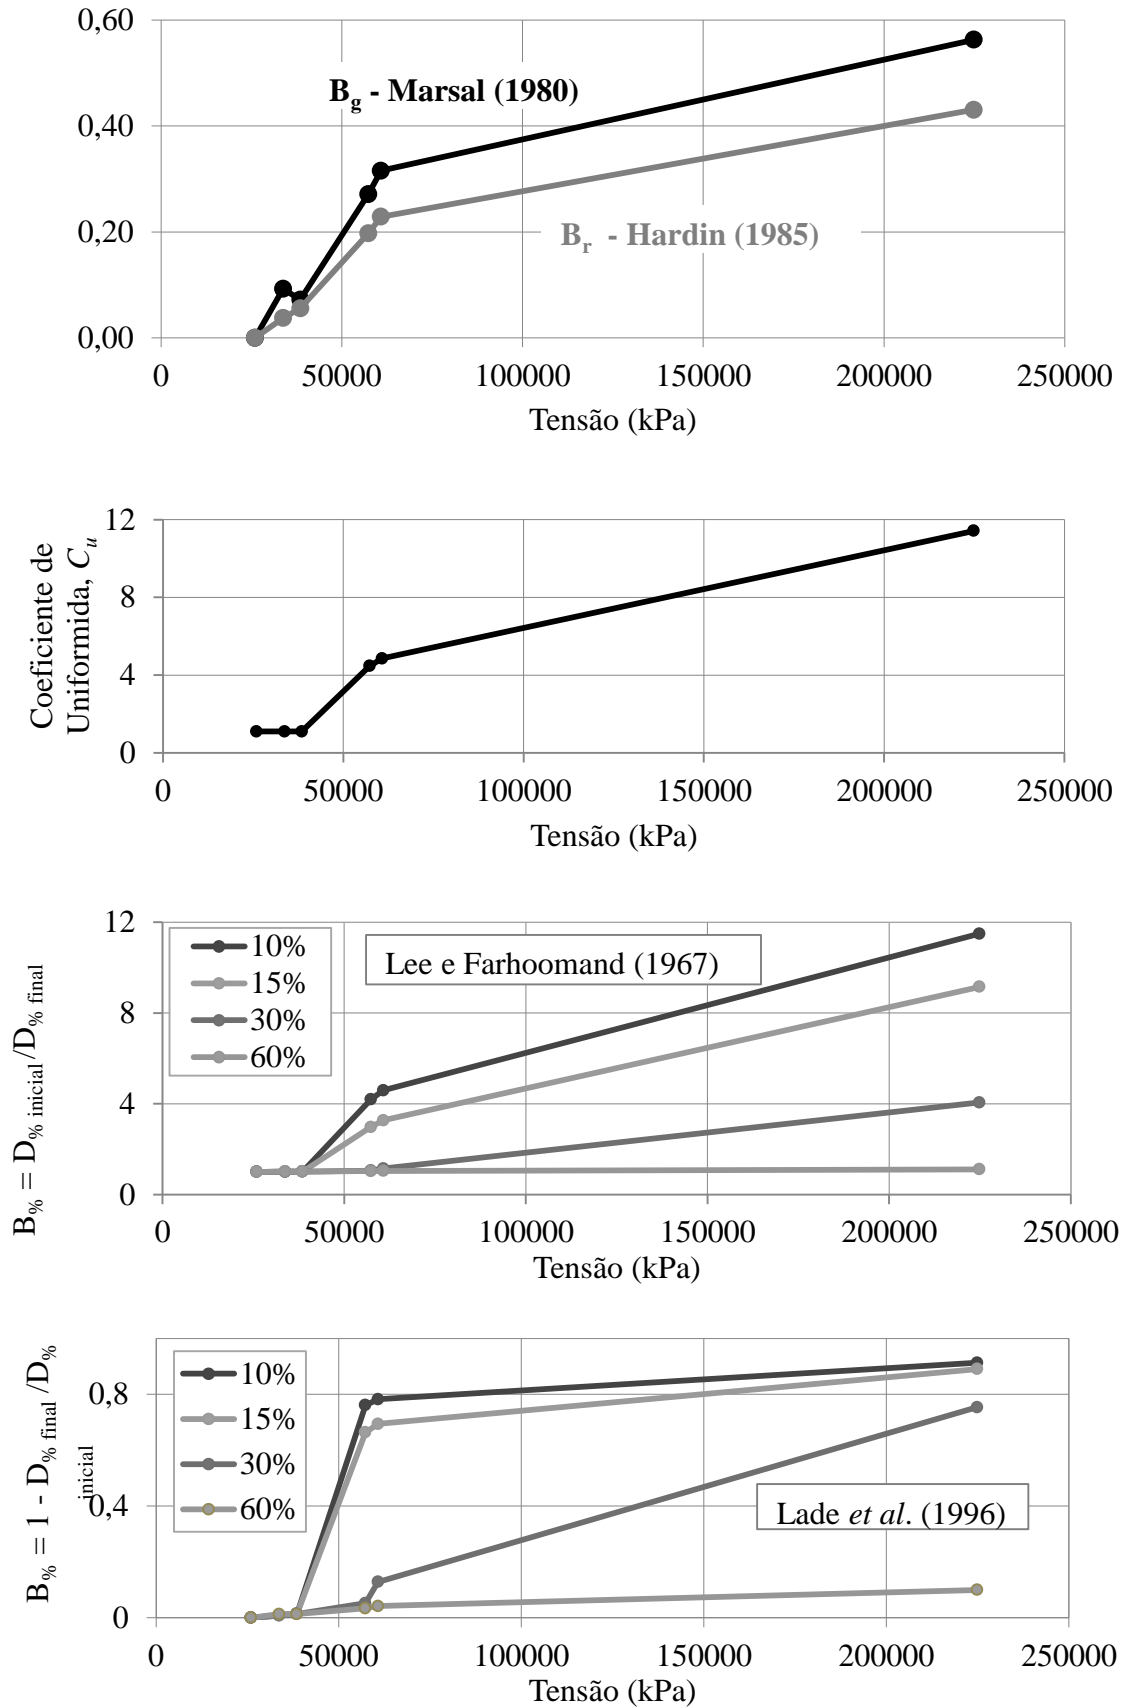 0,60
0,40
0,20
0,00
B_g - Marsal (1980)
B_r - Hardin (1985)
0 50000 100000 150000 200000 250000
Tensão (kPa)
Coeficiente de
Uniformida, C_u
12
8
4
0
0 50000 100000 150000 200000 250000
Tensão (kPa)
B_% = D_% inicial /D_% final
12
8
4
0
10%
15%
30%
60%
Lee e Farhoomand (1967)
0 50000 100000 150000 200000 250000
Tensão (kPa)
B_% = 1 - D_% final /D_%
inicial
0,8
0,4
0
10%
15%
30%
60%
Lade et al. (1996)
0 50000 100000 150000 200000 250000
Tensão (kPa)